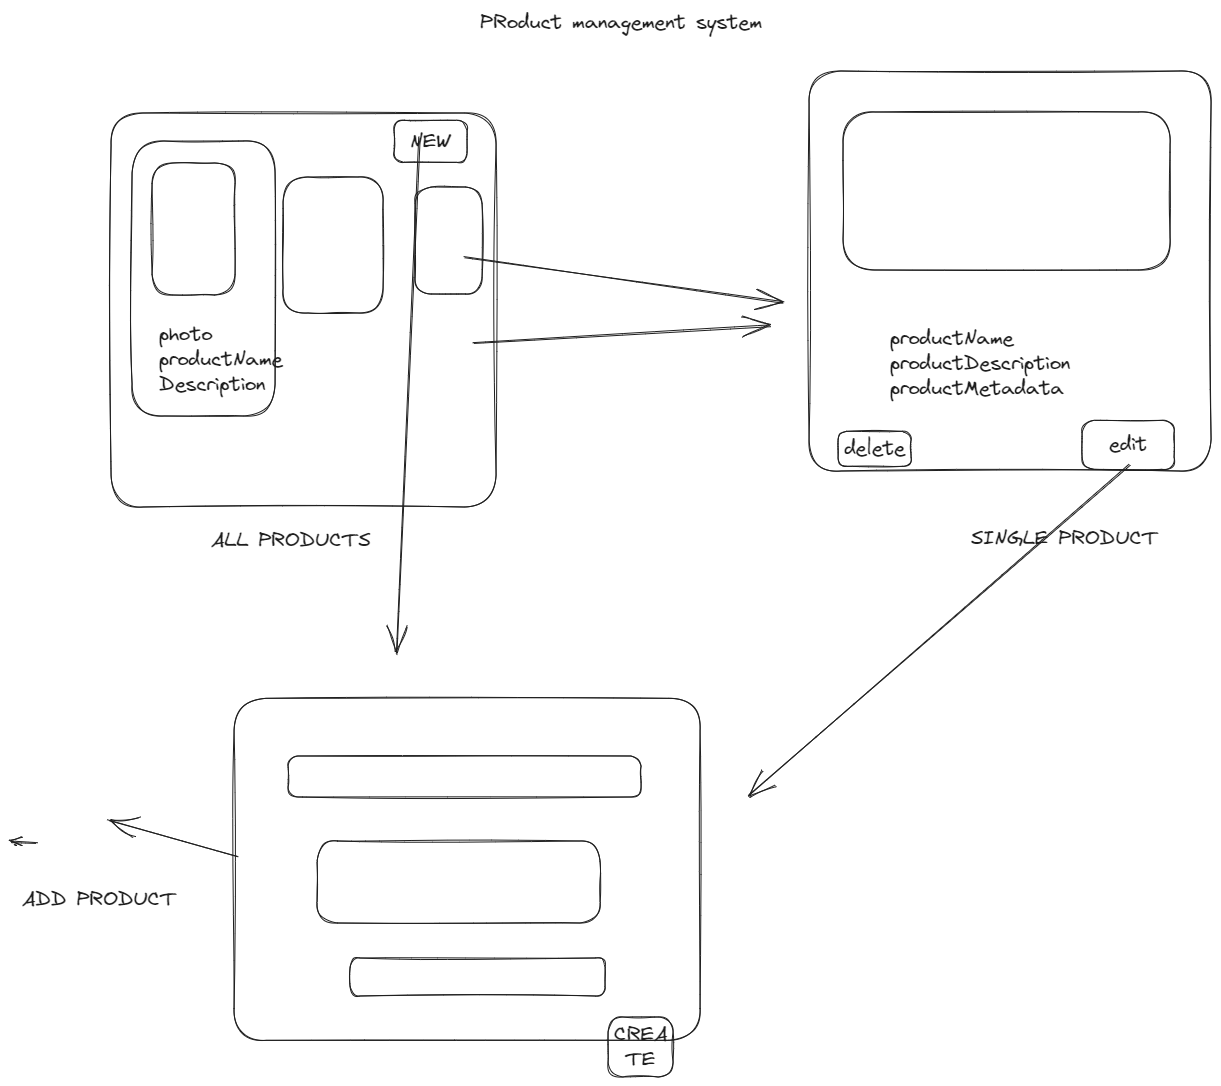 PRoduct management system
NEW
photo
productName
Description
ALL PRODUCTS
productName
productDescription
productMetadata
delete
edit
SINGLE PRODUCT
ADD PRODUCT
CREA
TE